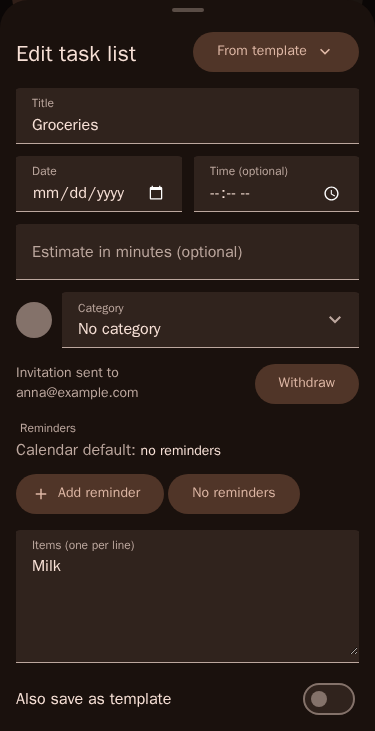 Edit task list
From template
Title
Groceries
Date
Time (optional)
mm/dd/yyyy
--:-- --
Estimate in minutes (optional)
Category
No category
Invitation sent to
anna@example.com
Withdraw
Reminders
Calendar default: no reminders
+ Add reminder
No reminders
Items (one per line)
Milk
Also save as template